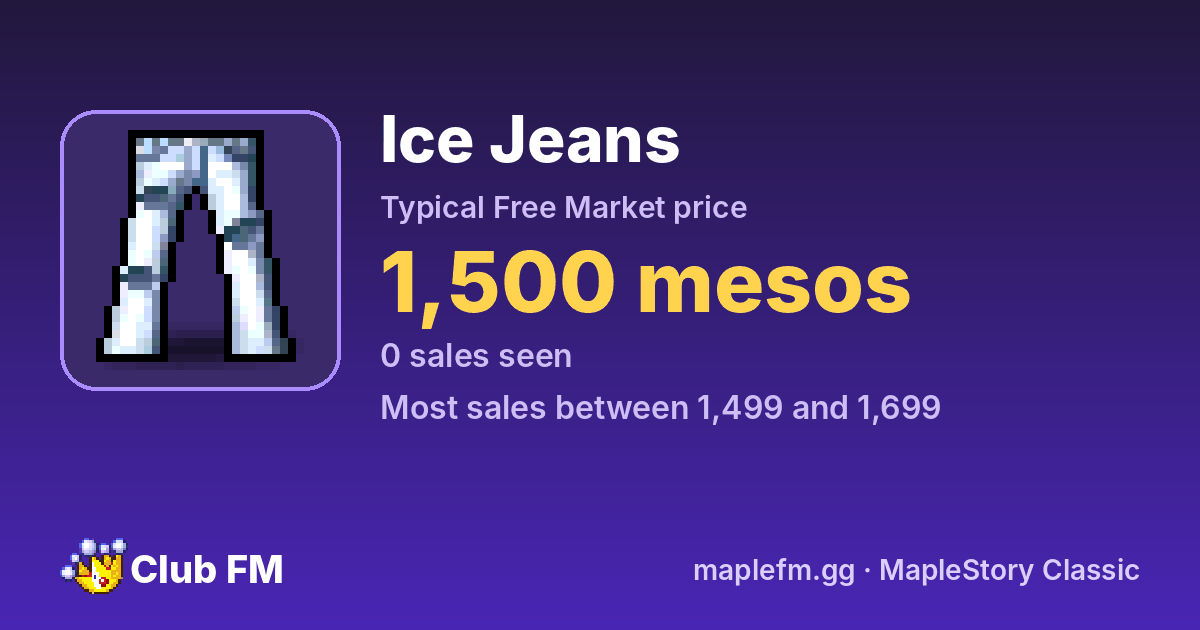 Ice Jeans
Typical Free Market price
1,500 mesos
0 sales seen
Most sales between 1,499 and 1,699
Club FM
maplefm.gg · MapleStory Classic